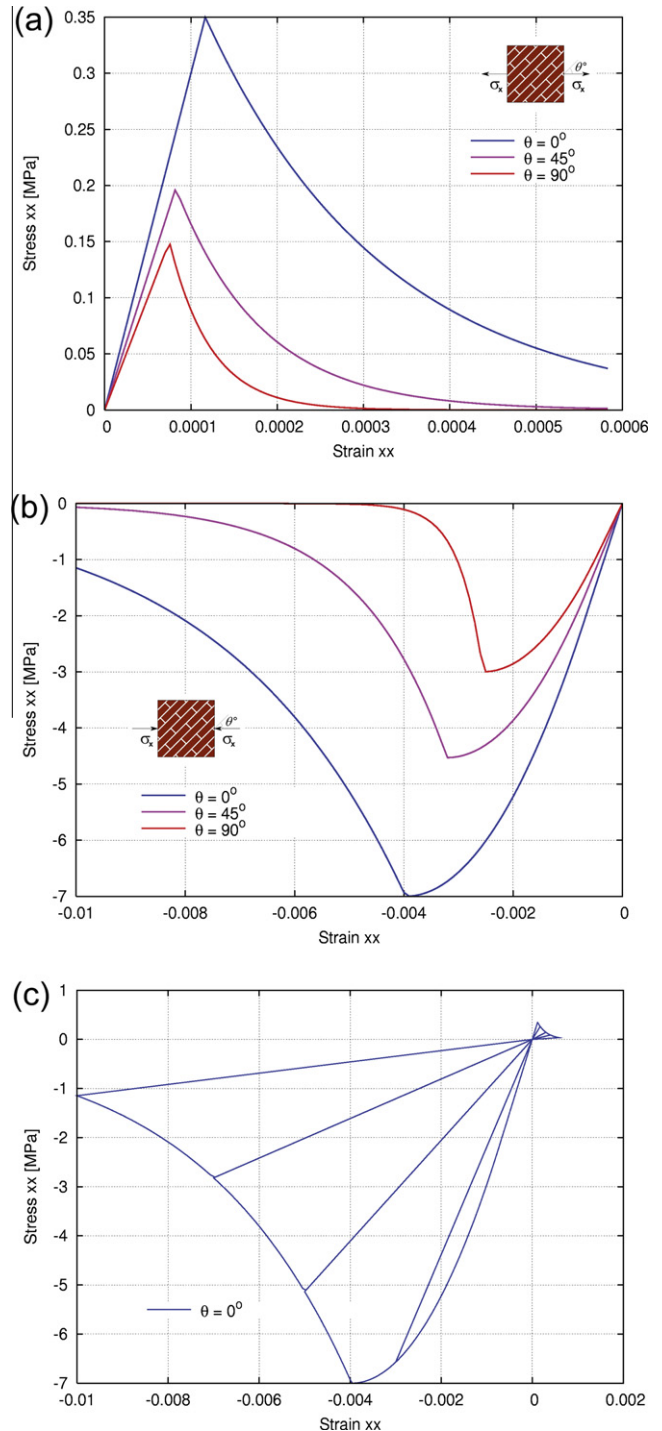 (a)
0.35
0.3
0.25
0.2
0.15
0.1
0.05
0
Stress xx [MPa]
θ°
σx σx
θ = 0°
θ = 45°
θ = 90°
0 0.0001 0.0002 0.0003 0.0004 0.0005 0.0006
Strain xx
(b)
0
-1
-2
-3
-4
-5
-6
-7
Stress xx [MPa]
θ°
σx σx
θ = 0°
θ = 45°
θ = 90°
-0.01 -0.008 -0.006 -0.004 -0.002 0
Strain xx
(c)
1
0
-1
-2
-3
-4
-5
-6
-7
Stress xx [MPa]
θ = 0°
-0.01 -0.008 -0.006 -0.004 -0.002 0 0.002
Strain xx